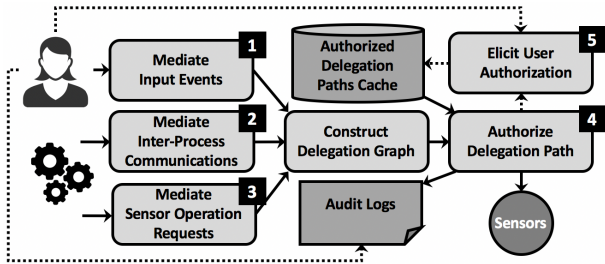 1
Mediate
Input Events
Authorized
Delegation
Paths Cache
5
Elicit User
Authorization
2
Mediate
Inter-Process
Communications
Construct
Delegation Graph
4
Authorize
Delegation Path
3
Mediate
Sensor Operation
Requests
Audit Logs
Sensors